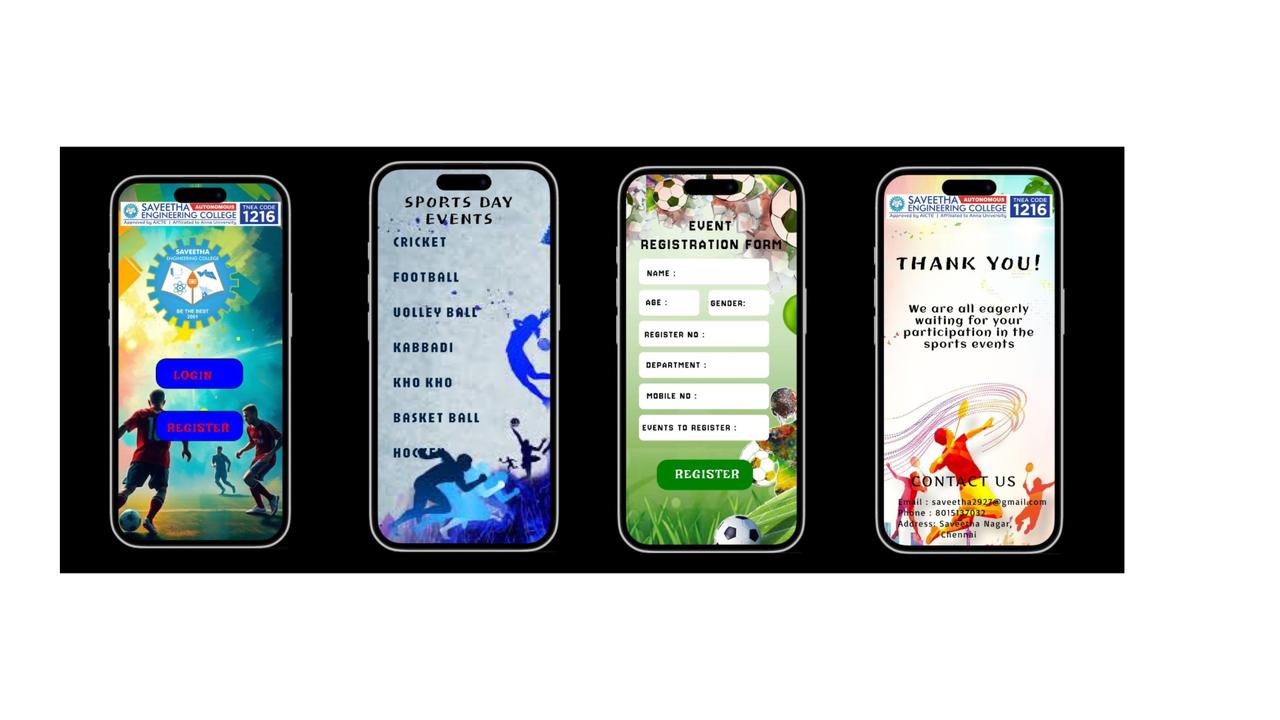 SAVEETHA AUTONOMOUS
ENGINEERING COLLEGE
Approved by AICTE | Affiliated to Anna University
TNEA CODE
1216
SAVEETHA
ENGINEERING COLLEGE
BE THE BEST
2001
LOGIN
REGISTER
SPORTS DAY
EVENTS
CRICKET
FOOTBALL
VOLLEY BALL
KABBADI
KHO KHO
BASKET BALL
HOCKEY
EVENT
REGISTRATION FORM
NAME :
AGE :
GENDER:
REGISTER NO :
DEPARTMENT :
MOBILE NO :
EVENTS TO REGISTER :
REGISTER
SAVEETHA AUTONOMOUS
ENGINEERING COLLEGE
Approved by AICTE | Affiliated to Anna University
TNEA CODE
1216
THANK YOU!
We are all eagerly
waiting for your
participation in the
sports events
CONTACT US
Email : saveetha2927@gmail.com
Phone : 8015137032
Address: Saveetha Nagar,
Chennai